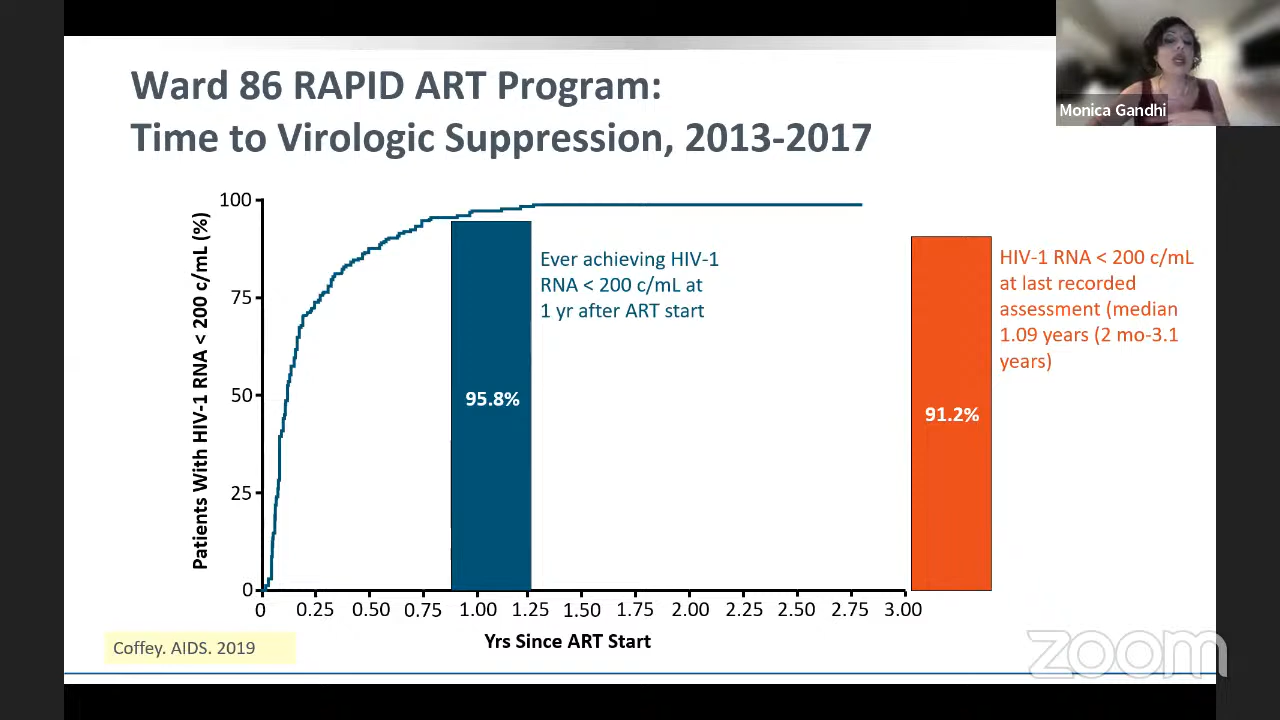 Ward 86 RAPID ART Program:
Time to Virologic Suppression, 2013-2017
Monica Gandhi
Patients With HIV-1 RNA < 200 c/mL (%)
100
75
50
25
0
Ever achieving HIV-1
RNA < 200 c/mL at
1 yr after ART start
95.8%
HIV-1 RNA < 200 c/mL
at last recorded
assessment (median
1.09 years (2 mo-3.1
years)
91.2%
0 0.25 0.50 0.75 1.00 1.25 1.50 1.75 2.00 2.25 2.50 2.75 3.00
Yrs Since ART Start
Coffey. AIDS. 2019
zoom